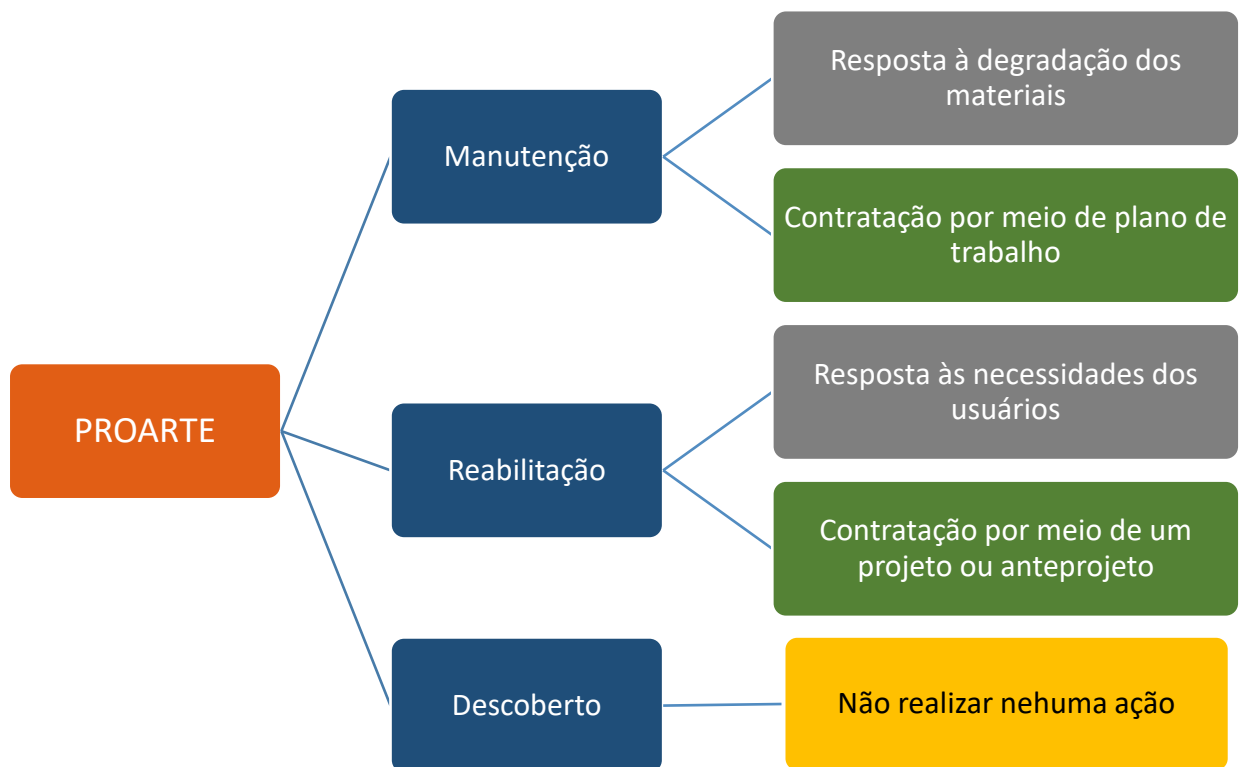 PROARTE
Manutenção
Resposta à degradação dos
materiais
Contratação por meio de plano de
trabalho
Reabilitação
Resposta às necessidades dos
usuários
Contratação por meio de um
projeto ou anteprojeto
Descoberto
Não realizar nehuma ação